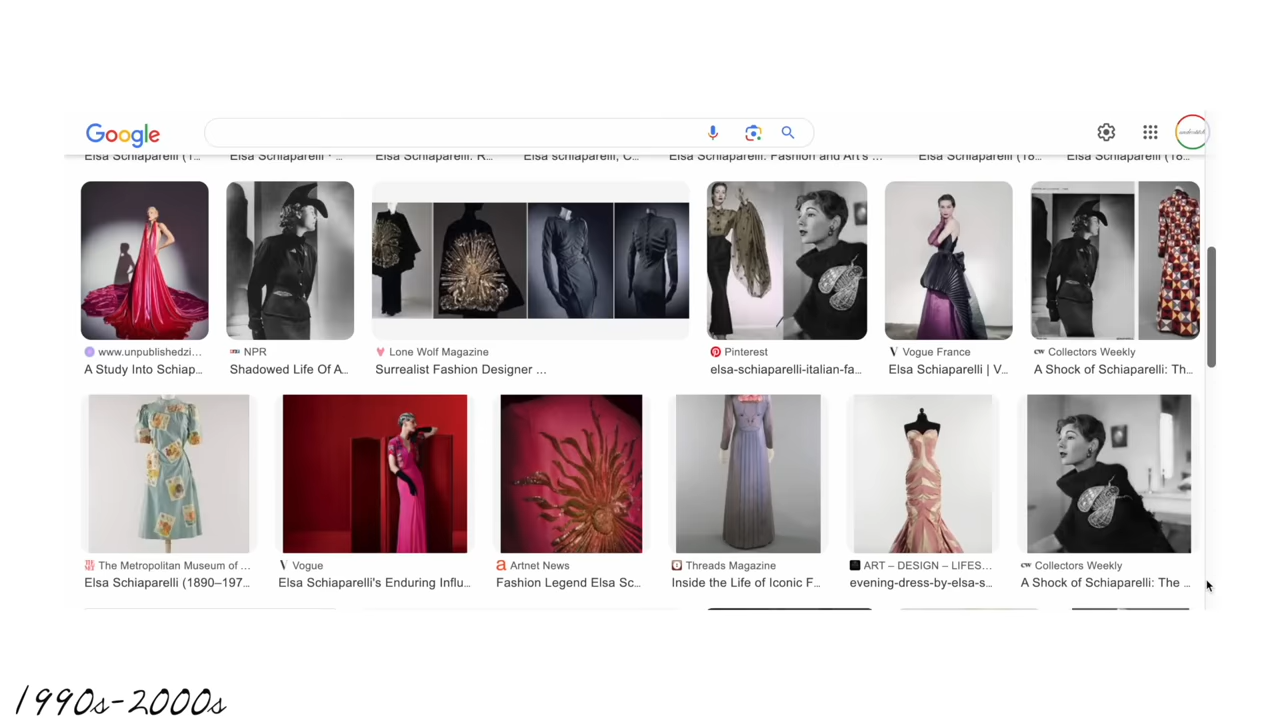 Google
Elsa Schiaparelli (1...
Elsa Schiaparelli · ...
Elsa Schiaparelli. R...
Elsa schiaparelli, C...
Elsa Schiaparelli: Fashion and Art's ...
Elsa Schiaparelli (18...
Elsa Schiaparelli (18...
www.unpublishedzi...
A Study Into Schiap...
NPR
Shadowed Life Of A...
Lone Wolf Magazine
Surrealist Fashion Designer ...
Pinterest
elsa-schiaparelli-italian-fa...
Vogue France
Elsa Schiaparelli | V...
Collectors Weekly
A Shock of Schiaparelli: Th...
The Metropolitan Museum of ...
Elsa Schiaparelli (1890–197...
Vogue
Elsa Schiaparelli's Enduring Influ...
Artnet News
Fashion Legend Elsa Sc...
Threads Magazine
Inside the Life of Iconic F...
ART – DESIGN – LIFES...
evening-dress-by-elsa-s...
Collectors Weekly
A Shock of Schiaparelli: The ...
1990s-2000s